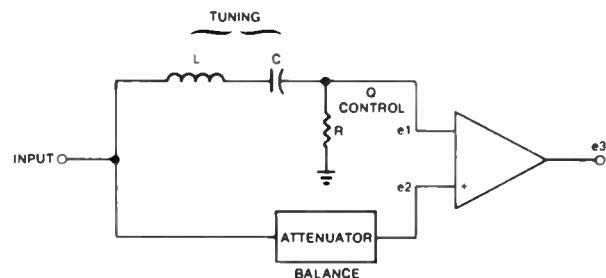 TUNING
L
C
Q
CONTROL
R
e1
INPUT
e2
+
e3
ATTENUATOR
BALANCE